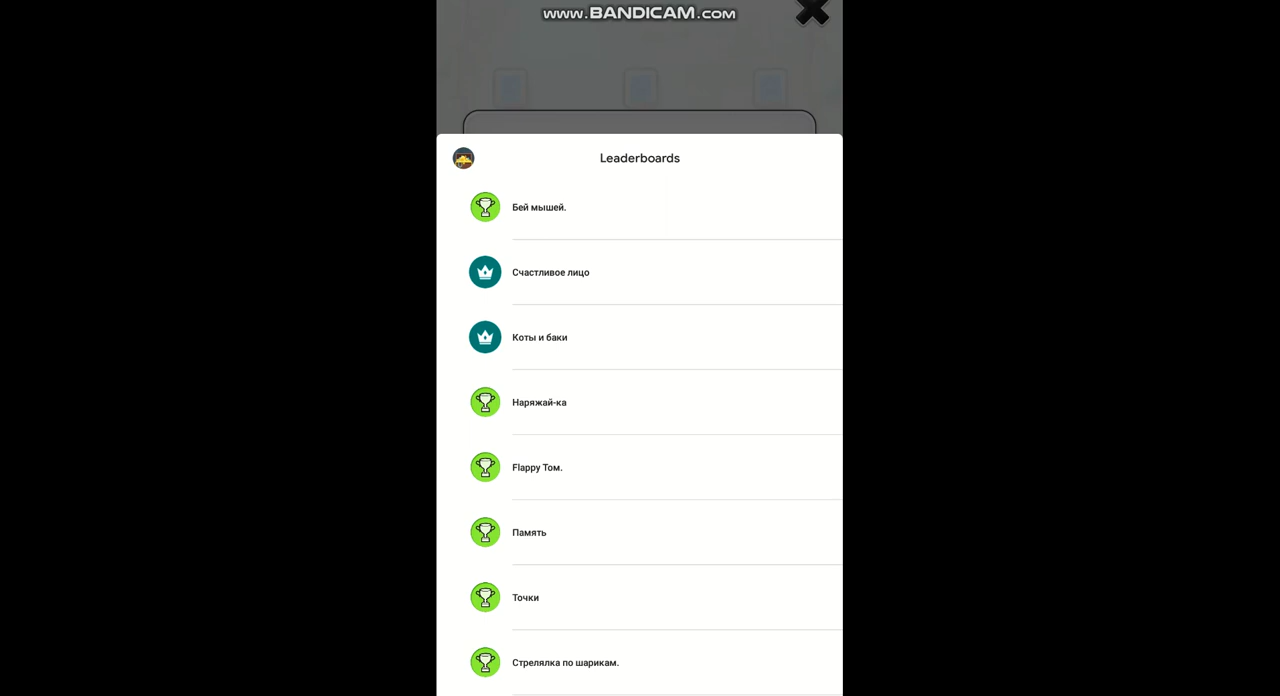 www.BANDICAM.com
Leaderboards
Бей мышей.
Счастливое лицо
Коты и баки
Наряжай-ка
Flappy Том.
Память
Точки
Стрелялка по шарикам.